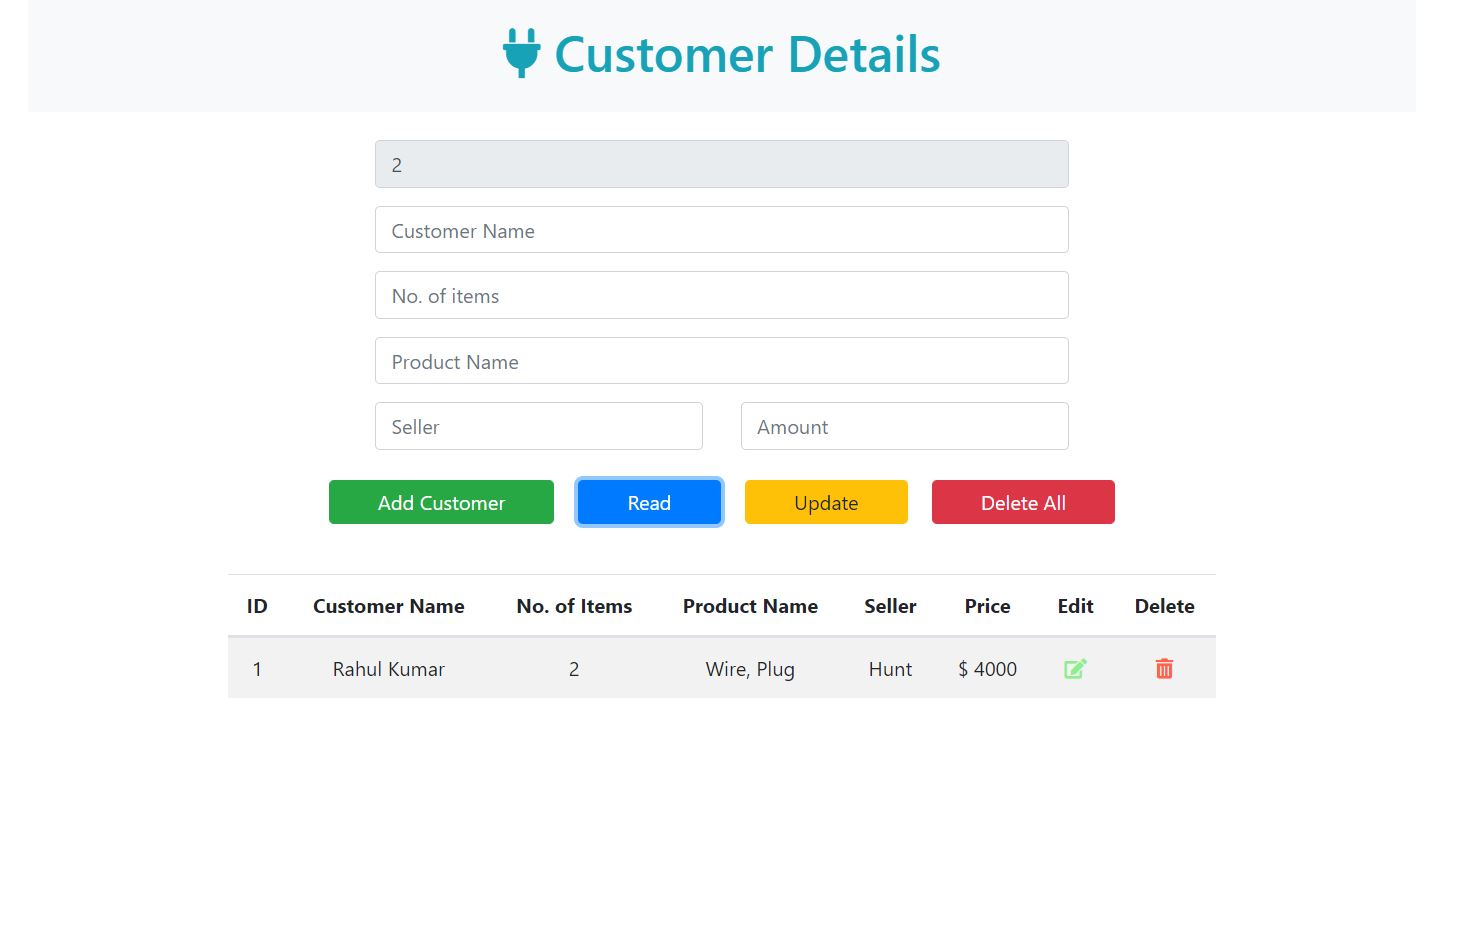 Customer Details
2
Customer Name
No. of items
Product Name
Seller Amount
Add Customer Read Update Delete All
ID Customer Name No. of Items Product Name Seller Price Edit Delete
1 Rahul Kumar 2 Wire, Plug Hunt $ 4000